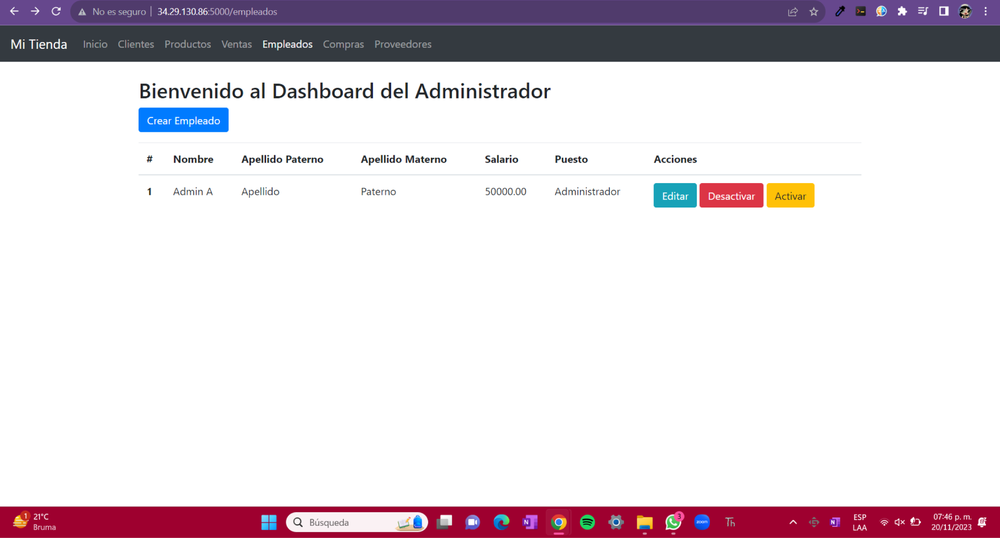 No es seguro | 34.29.130.86:5000/empleados
Mi Tienda Inicio Clientes Productos Ventas Empleados Compras Proveedores
Bienvenido al Dashboard del Administrador
Crear Empleado
# Nombre Apellido Paterno Apellido Materno Salario Puesto Acciones
1 Admin A Apellido Paterno 50000.00 Administrador Editar Desactivar Activar
1 21°C
Bruma
Búsqueda
N
3
zoom
Th
N
ESP
LAA
07:46 p. m.
20/11/2023